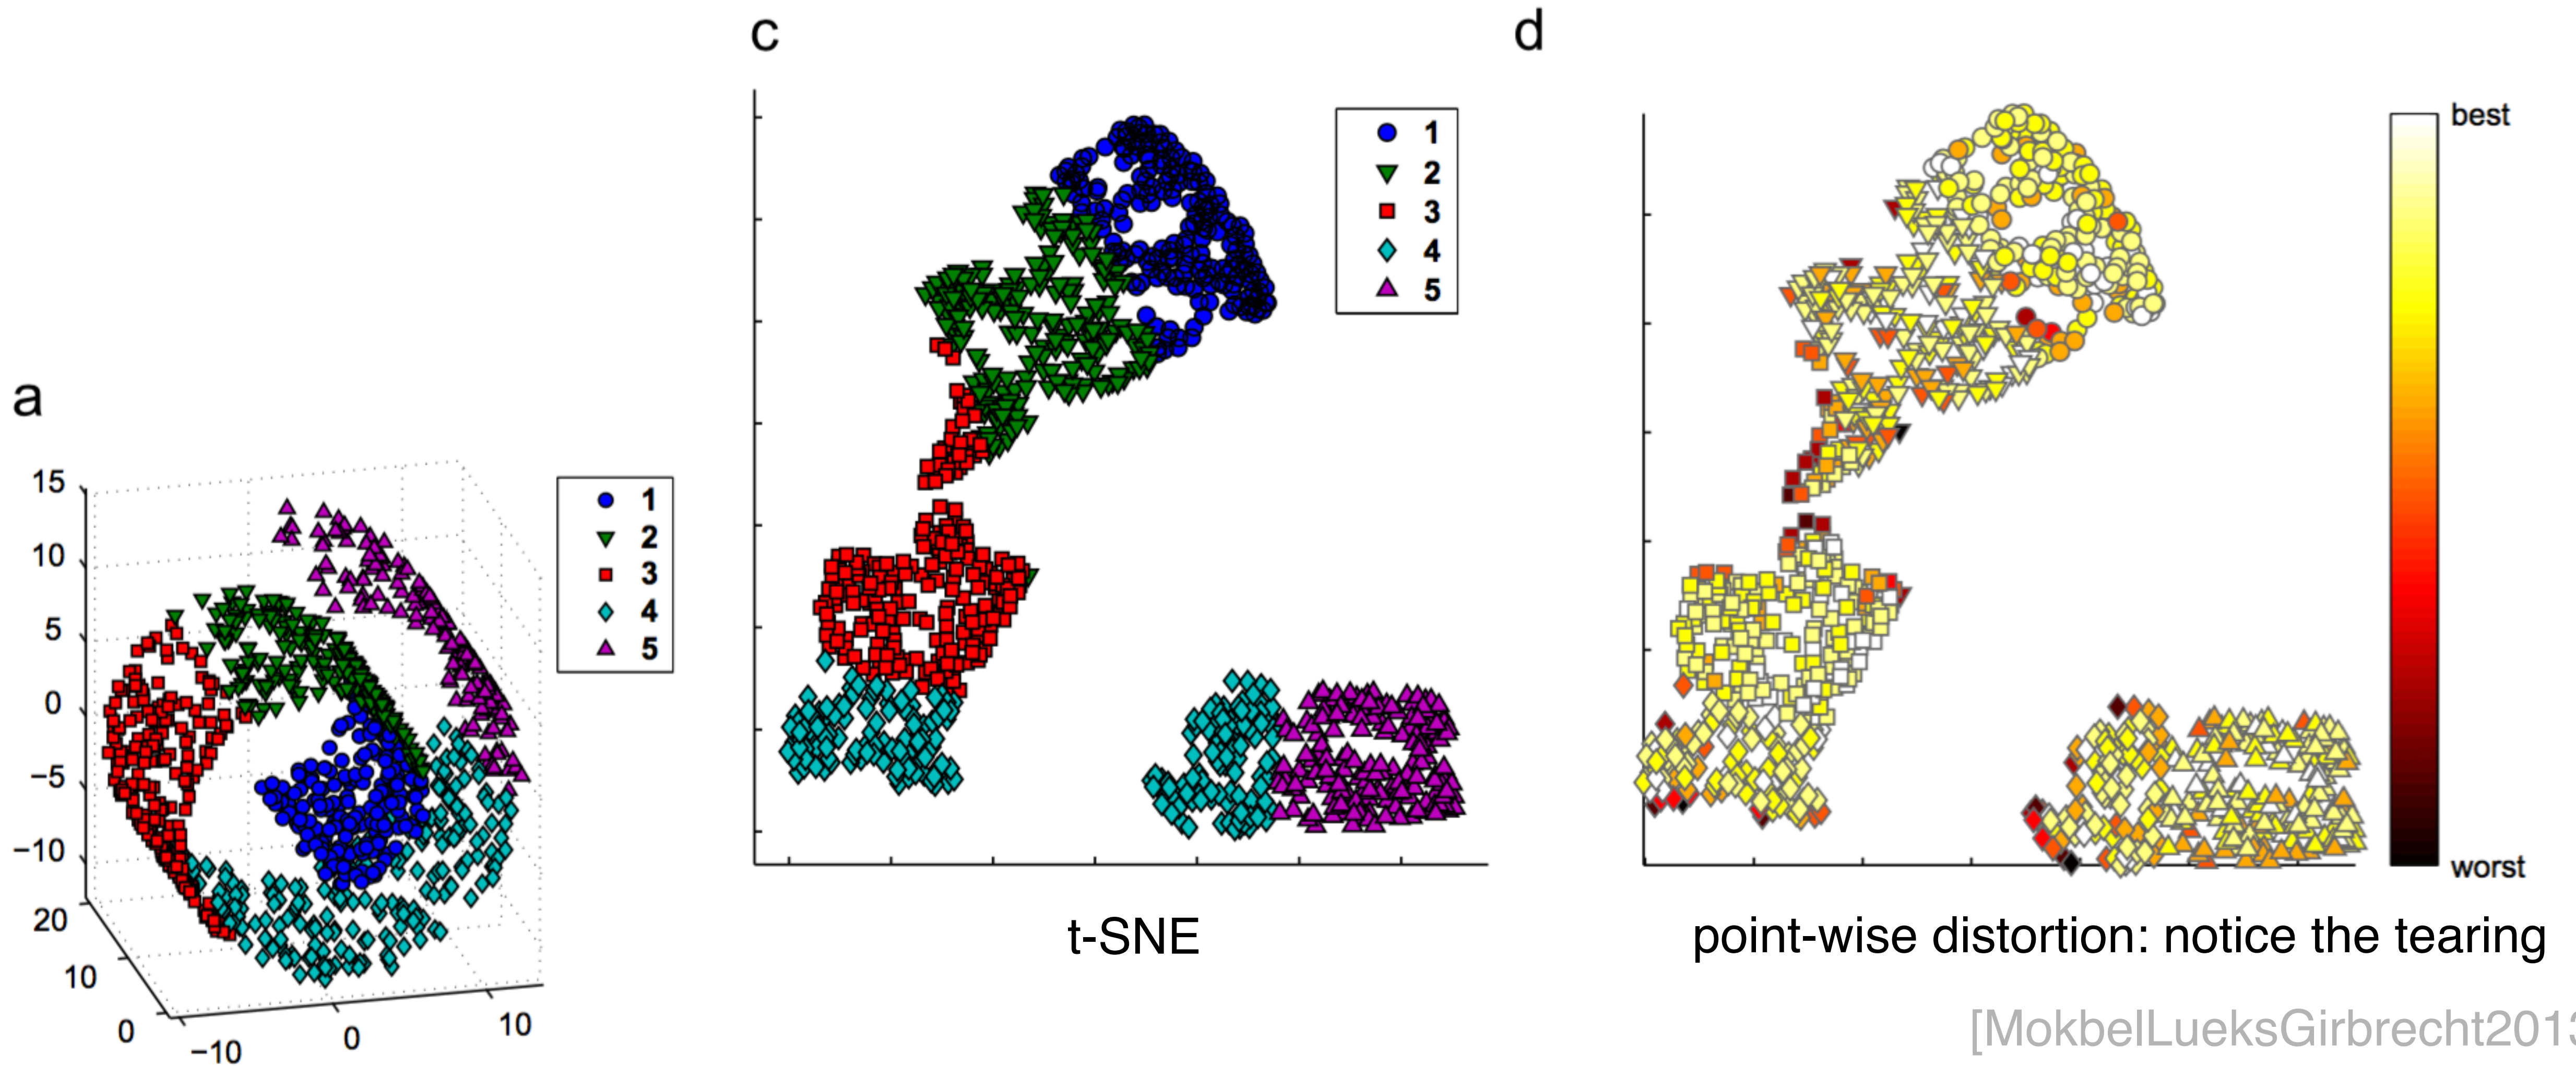 a
15
10
5
0
−5
−10
20
10
0
−10
0
10
1
2
3
4
5
c
1
2
3
4
5
t-SNE
d
best
worst
point-wise distortion: notice the tearing
[MokbelLueksGirbrecht2013